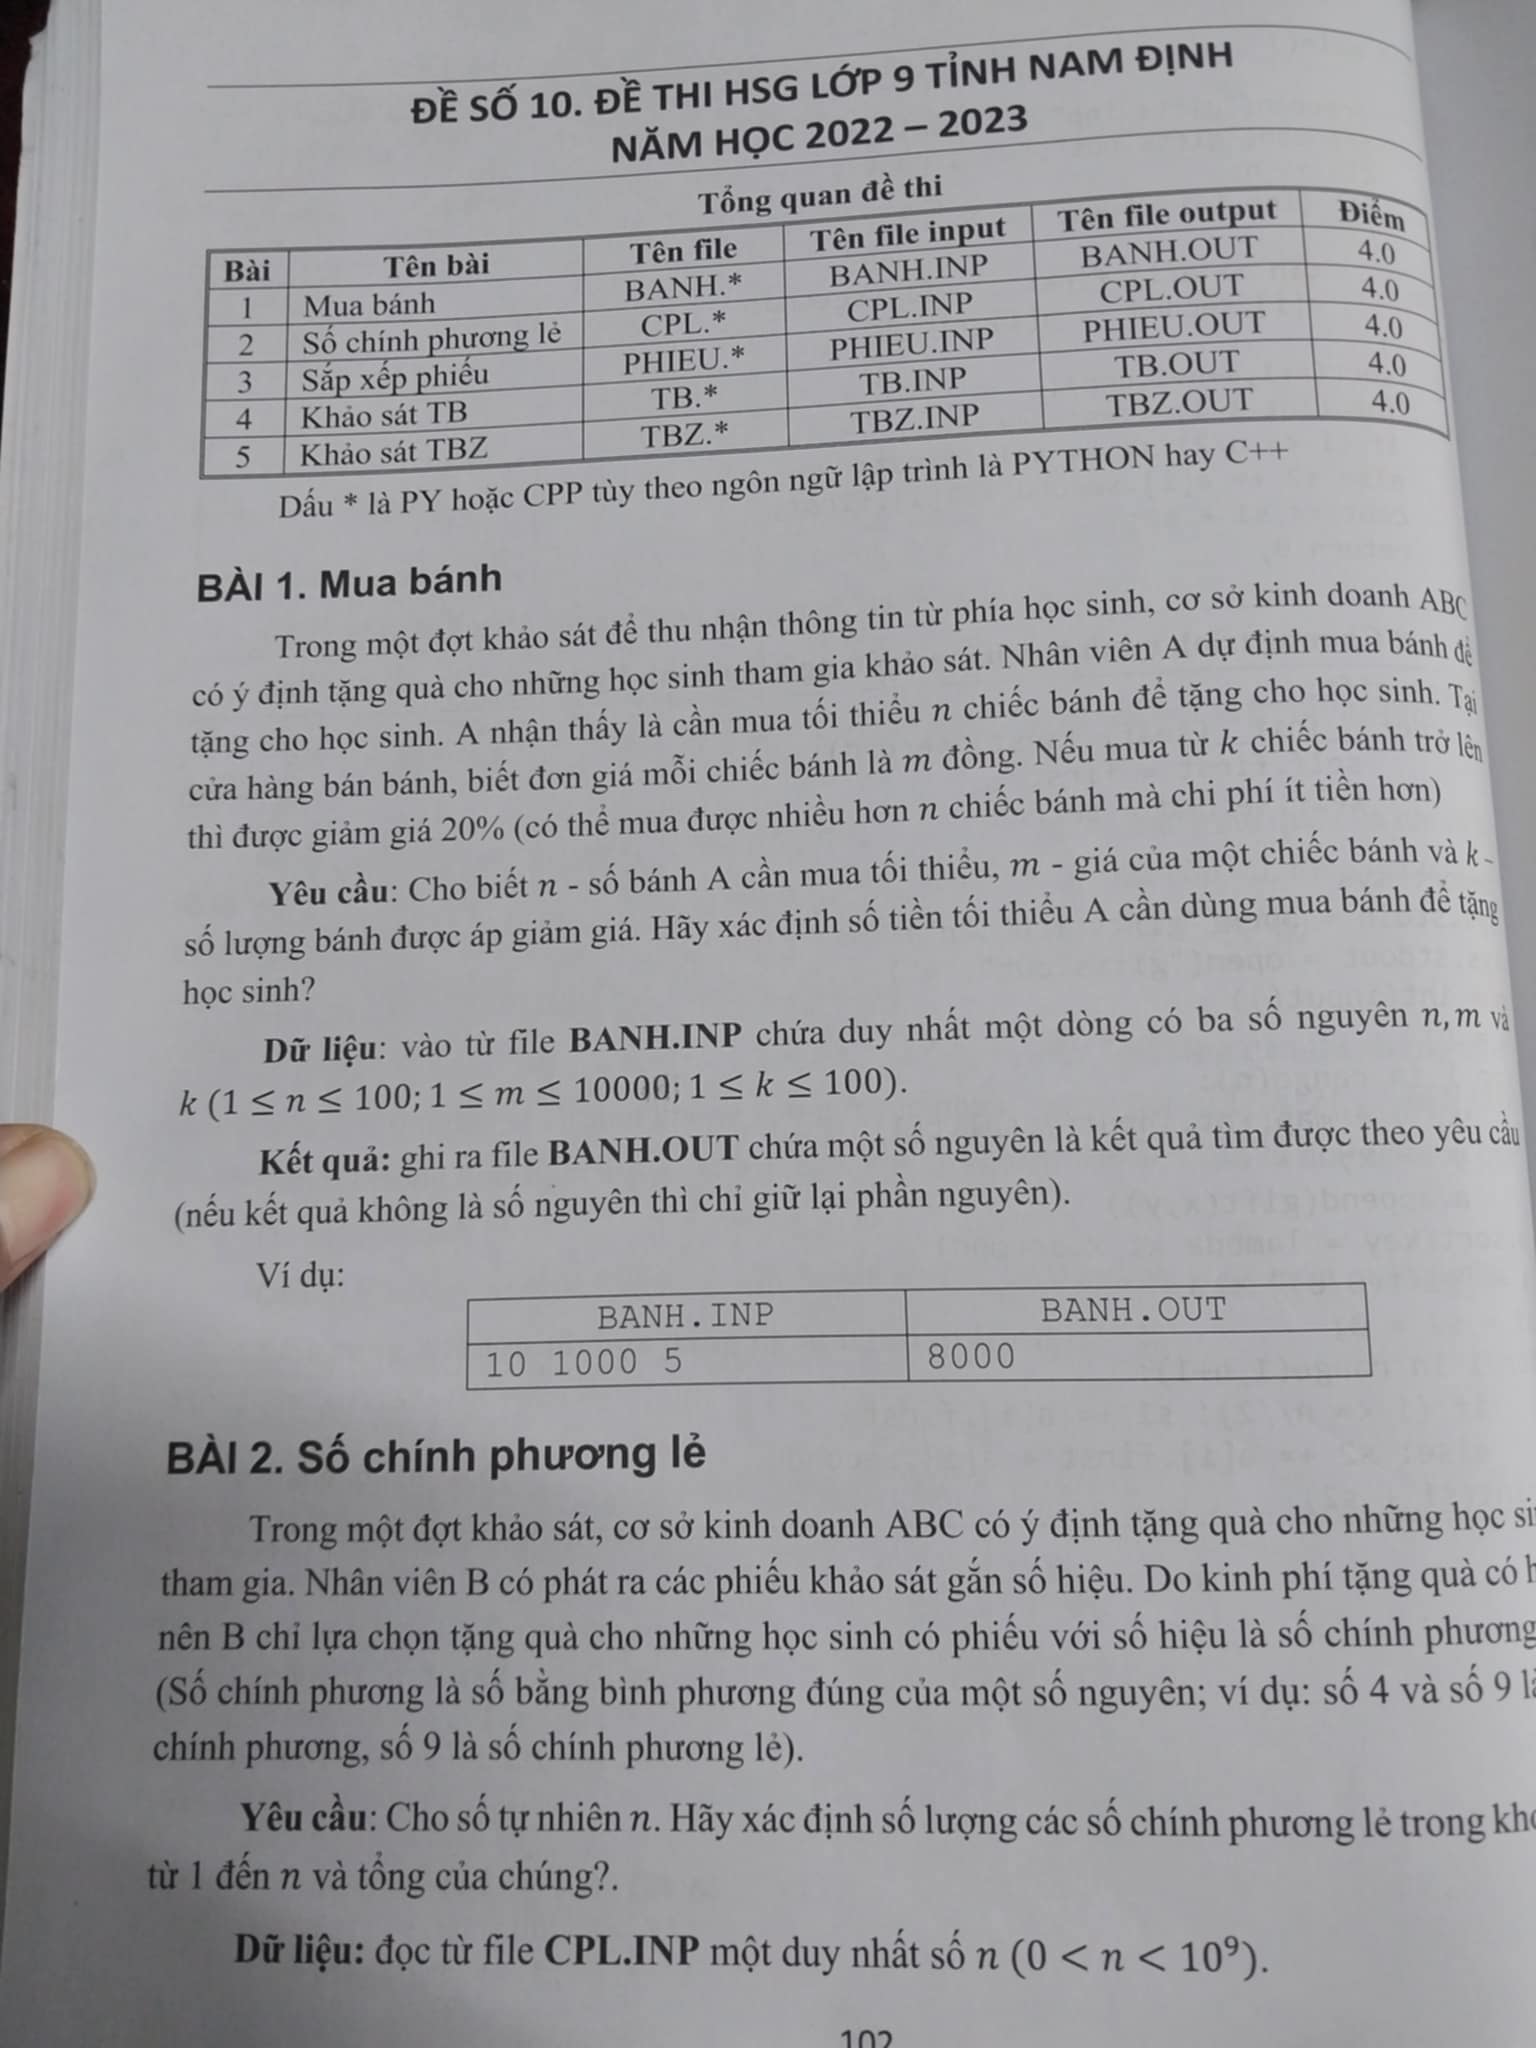 ĐỀ SỐ 10. ĐỀ THI HSG LỚP 9 TỈNH NAM ĐỊNH
NĂM HỌC 2022 – 2023
Tổng quan đề thi
Bài Tên bài Tên file Tên file input Tên file output Điểm
1 Mua bánh BANH.* BANH.INP BANH.OUT 4.0
2 Số chính phương lẻ CPL.* CPL.INP CPL.OUT 4.0
3 Sắp xếp phiếu PHIEU.* PHIEU.INP PHIEU.OUT 4.0
4 Khảo sát TB TB.* TB.INP TB.OUT 4.0
5 Khảo sát TBZ TBZ.* TBZ.INP TBZ.OUT 4.0
Dấu * là PY hoặc CPP tùy theo ngôn ngữ lập trình là PYTHON hay C++
BÀI 1. Mua bánh
Trong một đợt khảo sát để thu nhận thông tin từ phía học sinh, cơ sở kinh doanh ABC
có ý định tặng quà cho những học sinh tham gia khảo sát. Nhân viên A dự định mua bánh để
tặng cho học sinh. A nhận thấy là cần mua tối thiểu n chiếc bánh để tặng cho học sinh. Tại
cửa hàng bán bánh, biết đơn giá mỗi chiếc bánh là m đồng. Nếu mua từ k chiếc bánh trở lên
thì được giảm giá 20% (có thể mua được nhiều hơn n chiếc bánh mà chi phí ít tiền hơn)
Yêu cầu: Cho biết n - số bánh A cần mua tối thiểu, m - giá của một chiếc bánh và k -
số lượng bánh được áp giảm giá. Hãy xác định số tiền tối thiểu A cần dùng mua bánh để tặng
học sinh?
Dữ liệu: vào từ file BANH.INP chứa duy nhất một dòng có ba số nguyên n, m và
k (1 ≤ n ≤ 100; 1 ≤ m ≤ 10000; 1 ≤ k ≤ 100).
Kết quả: ghi ra file BANH.OUT chứa một số nguyên là kết quả tìm được theo yêu cầu
(nếu kết quả không là số nguyên thì chỉ giữ lại phần nguyên).
Ví dụ:
BANH.INP BANH.OUT
10 1000 5 8000
BÀI 2. Số chính phương lẻ
Trong một đợt khảo sát, cơ sở kinh doanh ABC có ý định tặng quà cho những học
tham gia. Nhân viên B có phát ra các phiếu khảo sát gắn số hiệu. Do kinh phí tặng quà có
nên B chỉ lựa chọn tặng quà cho những học sinh có phiếu với số hiệu là số chính phương
(Số chính phương là số bằng bình phương đúng của một số nguyên; ví dụ: số 4 và số 9
chính phương, số 9 là số chính phương lẻ).
Yêu cầu: Cho số tự nhiên n. Hãy xác định số lượng các số chính phương lẻ trong
từ 1 đến n và tổng của chúng?.
Dữ liệu: đọc từ file CPL.INP một duy nhất số n (0 < n < 10⁹).
102